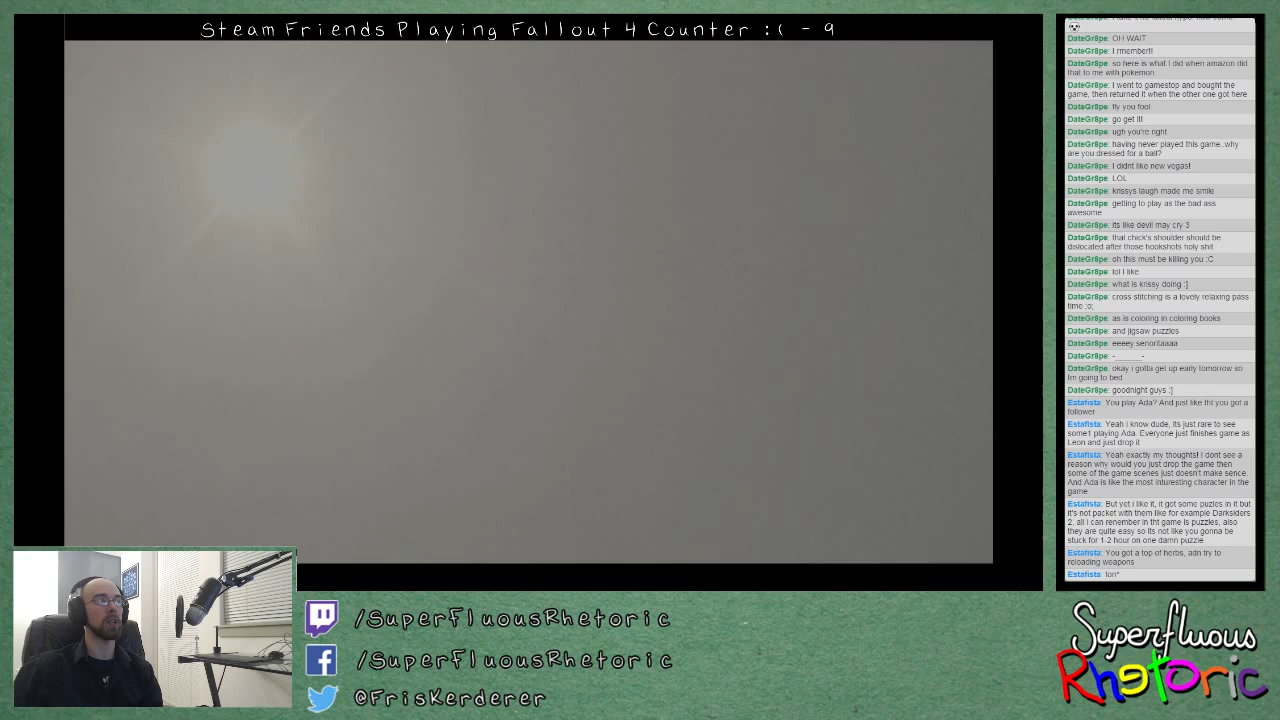 Steam Friends Playing Fallout 4 Counter :( - 9
DateGr8pe: OH WAIT
DateGr8pe: I rmember!!
DateGr8pe: so here is what I did when amazon did
that to me with pokemon
DateGr8pe: I went to gamestop and bought the
game, then returned it when the other one got here
DateGr8pe: fly you fool
DateGr8pe: go get it!
DateGr8pe: ugh you're right
DateGr8pe: having never played this game..why
are you dressed for a ball?
DateGr8pe: I didnt like new vegas!
DateGr8pe: LOL
DateGr8pe: krissys laugh made me smile
DateGr8pe: getting to play as the bad ass
awesome
DateGr8pe: its like devil may cry 3
DateGr8pe: that chick's shoulder should be
dislocated after those hookshots holy shit
DateGr8pe: oh this must be killing you :C
DateGr8pe: lol I like
DateGr8pe: what is krissy doing :]
DateGr8pe: cross stitching is a lovely relaxing pass
time ;o;
DateGr8pe: as is coloring in coloring books
DateGr8pe: and jigsaw puzzles
DateGr8pe: eeeey senoritaaaa
DateGr8pe: -______-
DateGr8pe: okay i gotta get up early tomorrow so
Im going to bed
DateGr8pe: goodnight guys :]
Estafista: You play Ada? And just like tht you got a
follower
Estafista: Yeah I know dude, its just rare to see
some1 playing Ada. Everyone just finishes game as
Leon and just drop it
Estafista: Yeah exactly my thoughts! I dont see a
reason why would you just drop the game then
some of the game scenes just doesn't make sence.
And Ada is like the most inturesting character in the
game
Estafista: But yet i like it, it got some puzles in it but
it's not packet with them like for example Darksiders
2, all I can renember in tht game is puzzles, also
they are quite easy so its not like you gonna be
stuck for 1-2 hour on one damn puzzle
Estafista: You got a top of herbs, adn try to
reloading weapons
Estafista: ton*
/SuperFluousRhetoric
/SuperFluousRhetoric
@FrisKerderer
Superfluous
Rhetoric